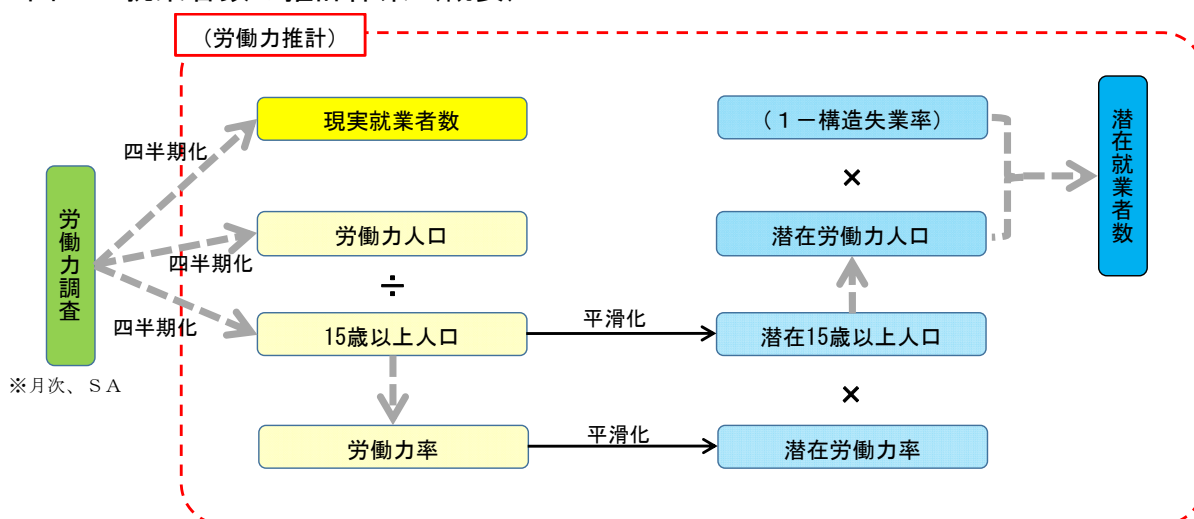 （労働力推計）
現実就業者数
（１－構造失業率）
潜在就業者数
四半期化
×
労働力調査
労働力人口
潜在労働力人口
四半期化
÷
四半期化
15歳以上人口
平滑化
潜在15歳以上人口
※月次、ＳＡ
×
労働力率
平滑化
潜在労働力率